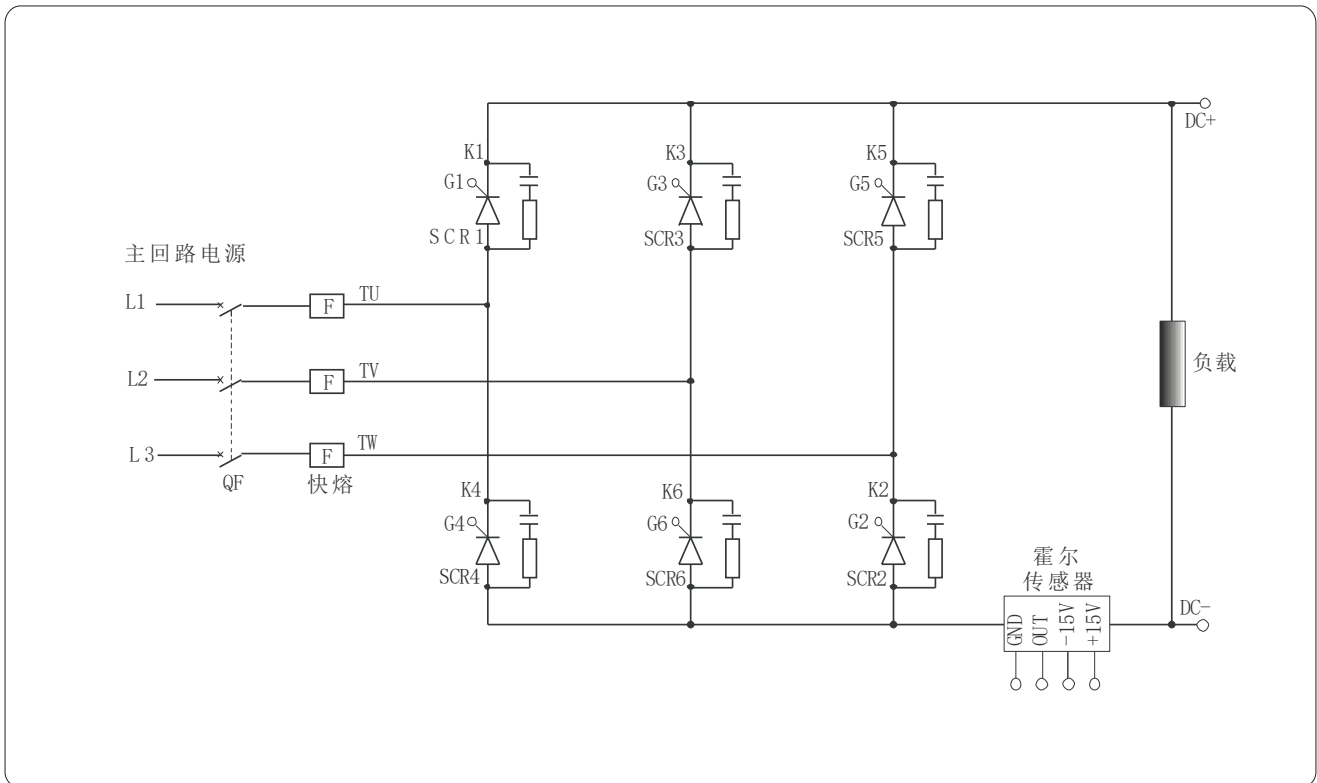 DC+
K1
K3
K5
G1
G3
G5
SCR1
SCR3
SCR5
主回路电源
L1
F
TU
L2
F
TV
负载
L3
F
TW
QF
快熔
K4
K6
K2
G4
G6
G2
SCR4
SCR6
SCR2
霍尔
传感器
GND
OUT
-15V
+15V
DC-